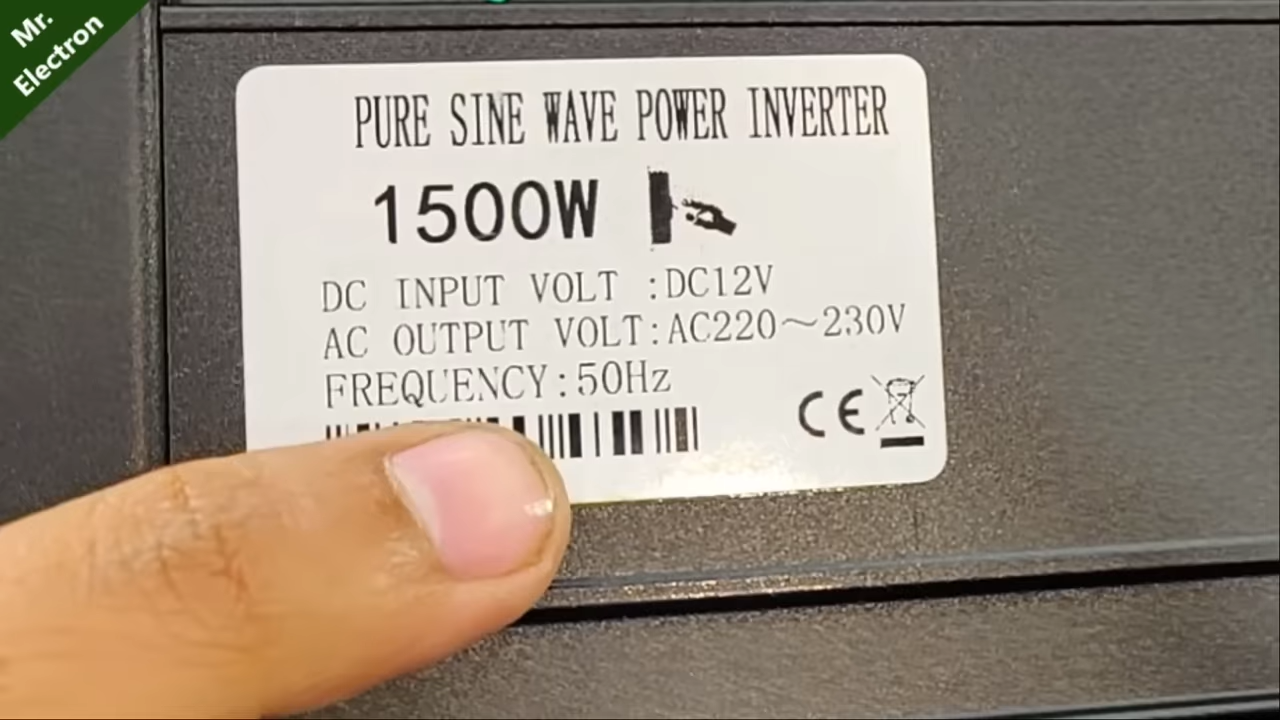 Mr.
Electron
PURE SINE WAVE POWER INVERTER
1500W
DC INPUT VOLT :DC12V
AC OUTPUT VOLT:AC220～230V
FREQUENCY:50Hz
CE